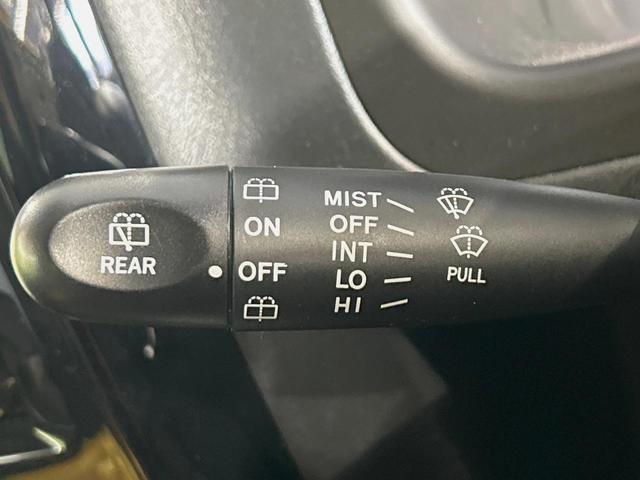 REAR
ON
OFF
MIST
OFF
INT
LO
HI
PULL